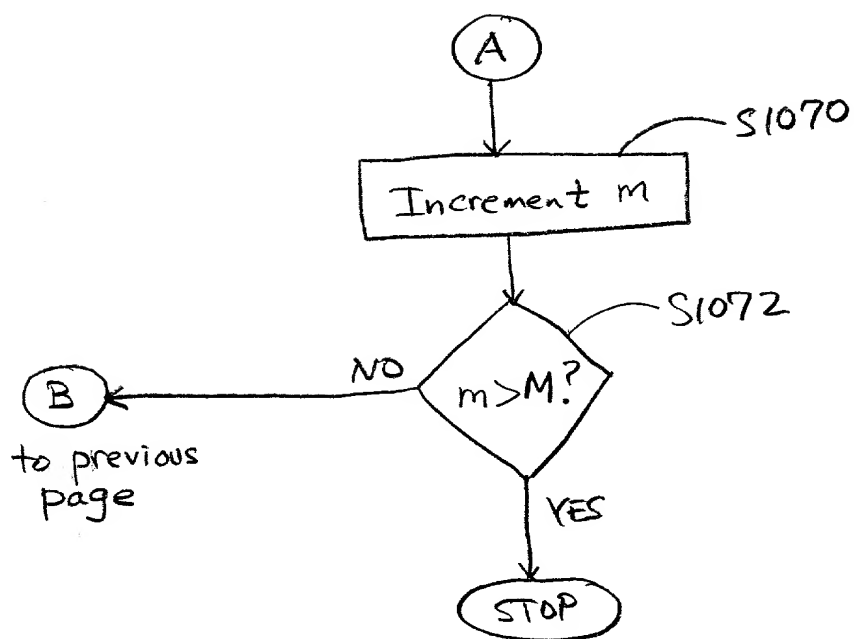 A
S1070
Increment m
S1072
NO
m>M?
B
to previous
page
YES
STOP